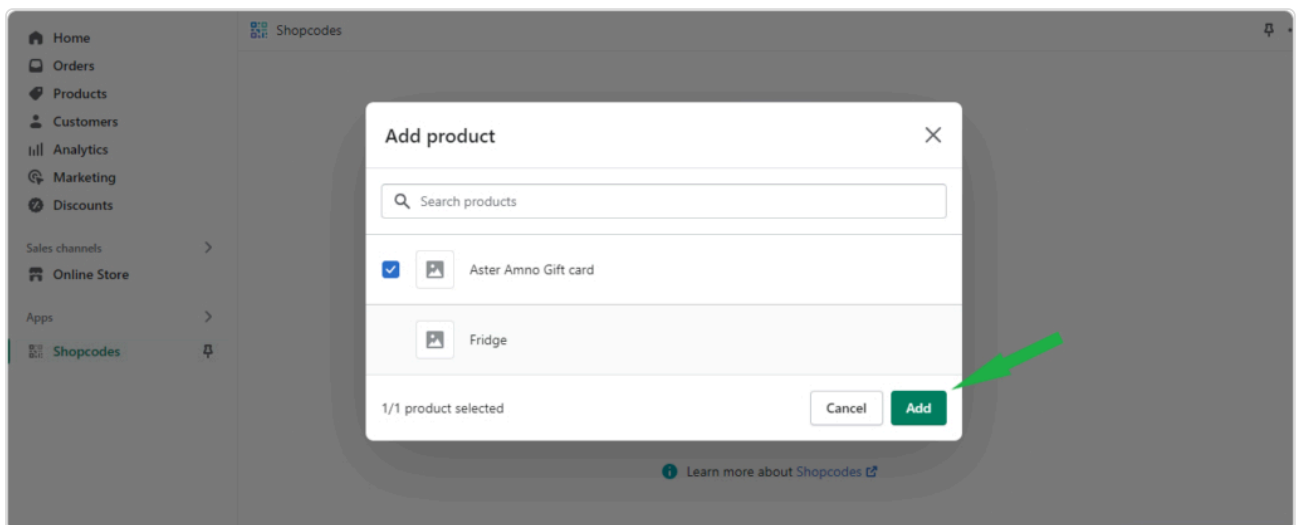 Home
Orders
Products
Customers
Analytics
Marketing
Discounts
Sales channels
Online Store
Apps
Shopcodes
Shopcodes
Add product
Search products
Aster Amno Gift card
Fridge
1/1 product selected
Cancel
Add
Learn more about Shopcodes